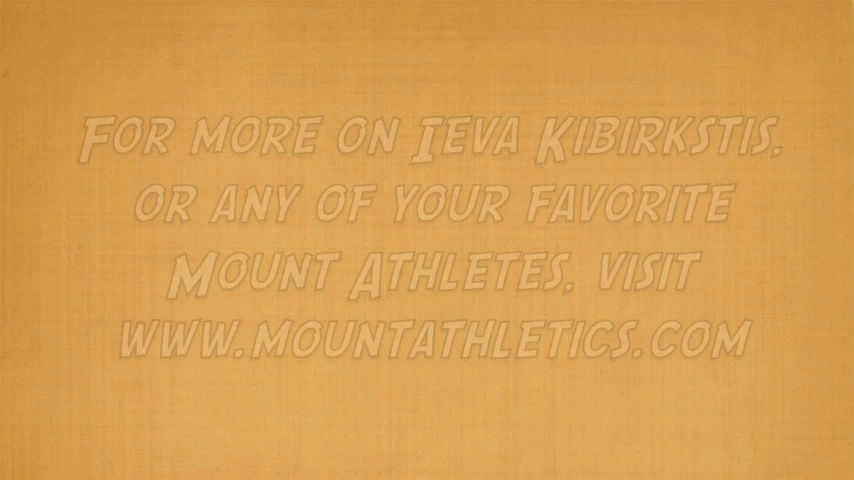 For more on Ieva Kibirkstis,
or any of your favorite
Mount Athletes, visit
www.mountathletics.com